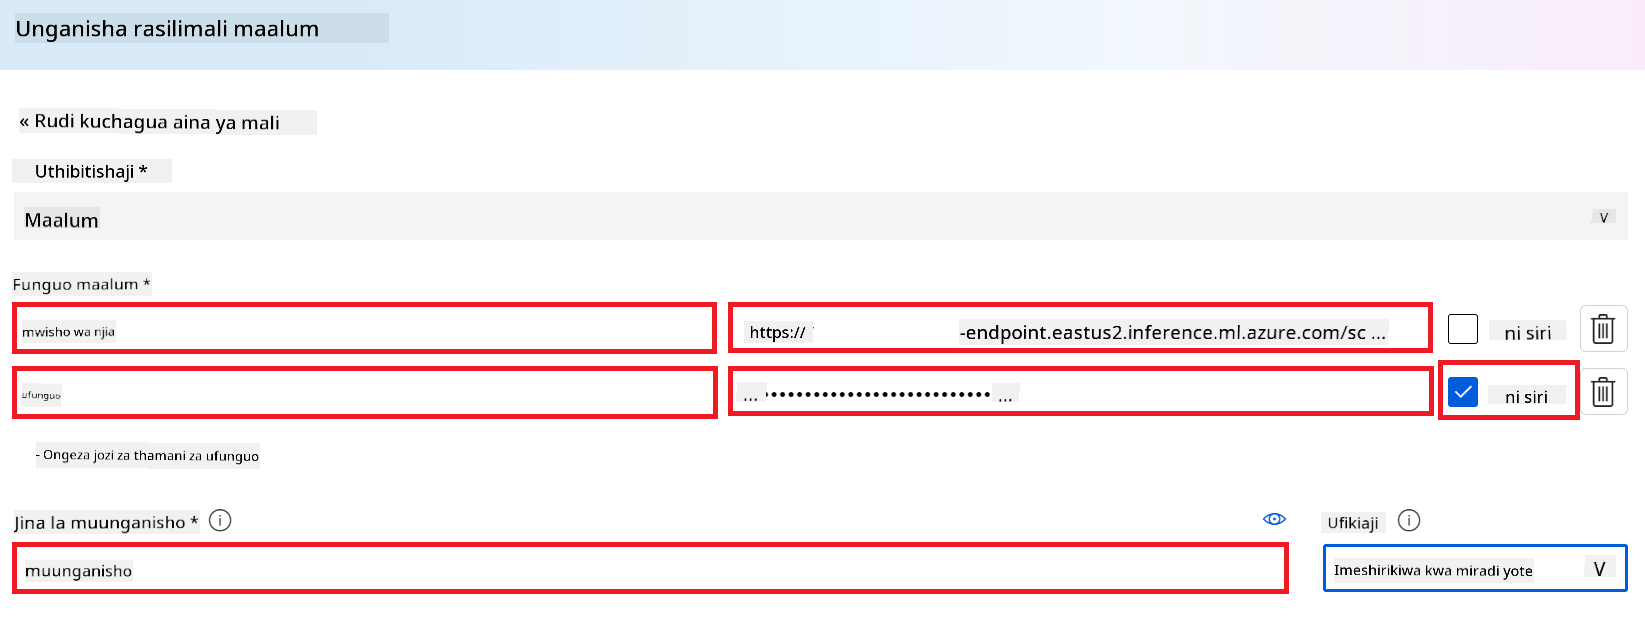 Unganisha rasilimali maalum
« Rudi kuchagua aina ya mali
Uthibitishaji *
Maalum V
Funguo maalum *
mwisho wa njia https:// -endpoint.eastus2.inference.ml.azure.com/sc ... ni siri
ufunguo ...••••••••••••••••••••••••••• ... ni siri
- Ongeza jozi za thamani za ufunguo
Jina la muunganisho * Ufikiaji
muunganisho Imeshirikiwa kwa miradi yote V